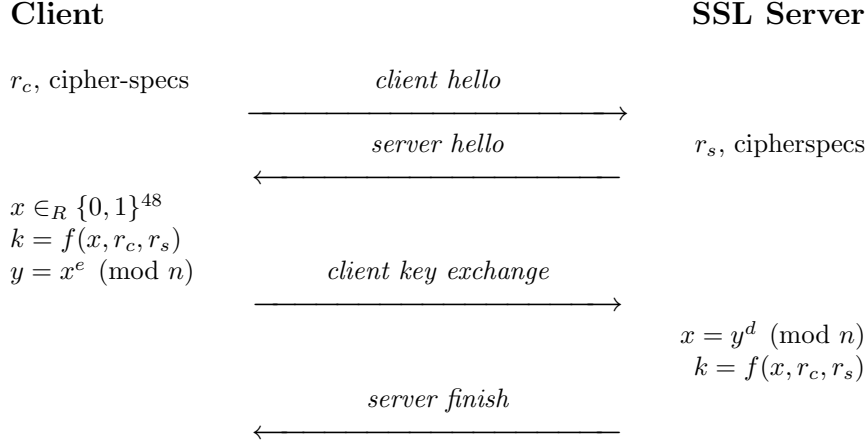 Client SSL Server
r_c, cipher-specs client hello
server hello r_s, cipherspecs
x ∈_R {0, 1}^48
k = f(x, r_c, r_s)
y = x^e (mod n) client key exchange
x = y^d (mod n)
k = f(x, r_c, r_s)
server finish